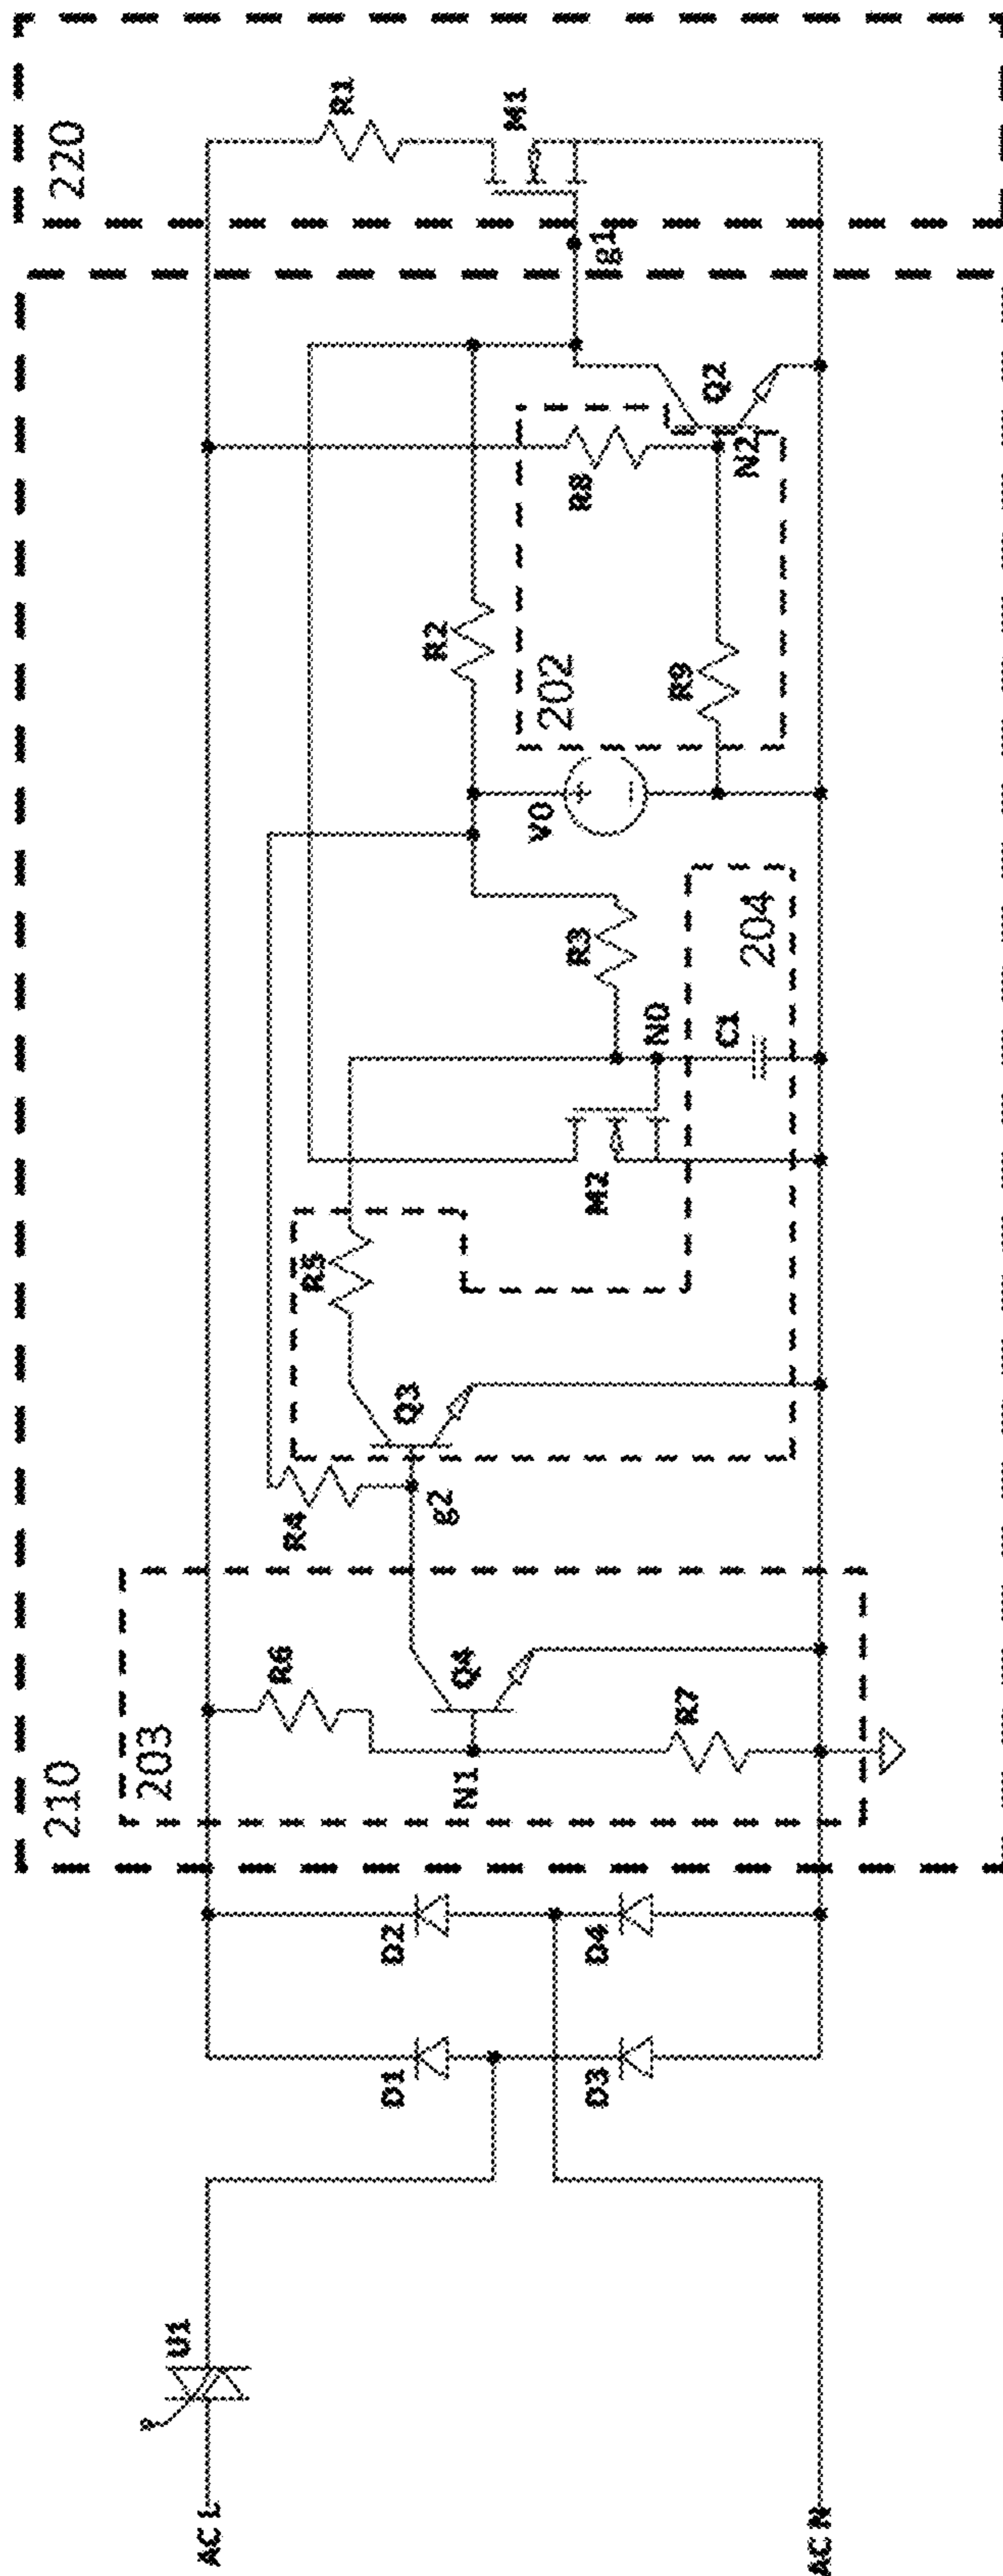 AC L
AC N
U1
D1
D2
D3
D4
210
203
R6
N1
Q4
R7
R4
g2
Q3
R5
M2
N0
C1
204
R3
V0
R2
202
R9
R8
N2
Q2
g1
220
R1
M1